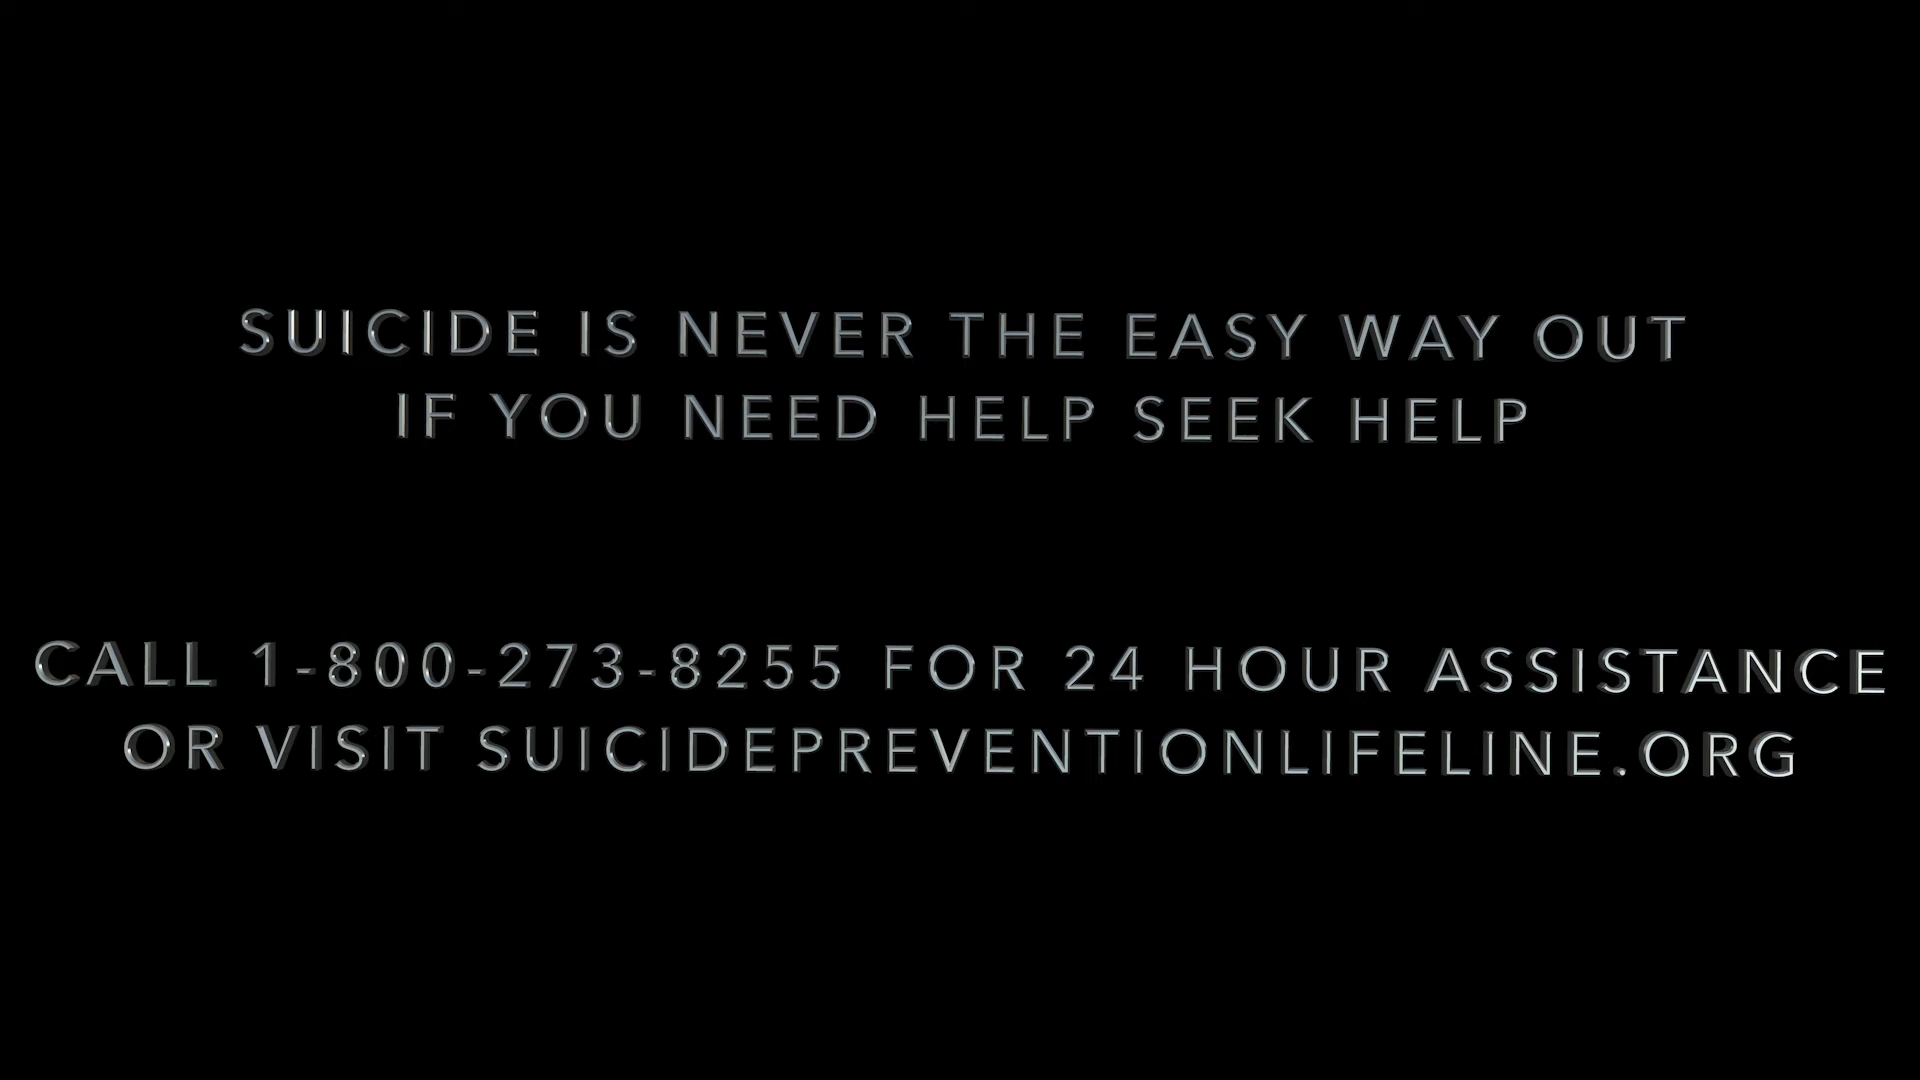 SUICIDE IS NEVER THE EASY WAY OUT
IF YOU NEED HELP SEEK HELP
CALL 1-800-273-8255 FOR 24 HOUR ASSISTANCE
OR VISIT SUICIDEPREVENTIONLIFELINE.ORG